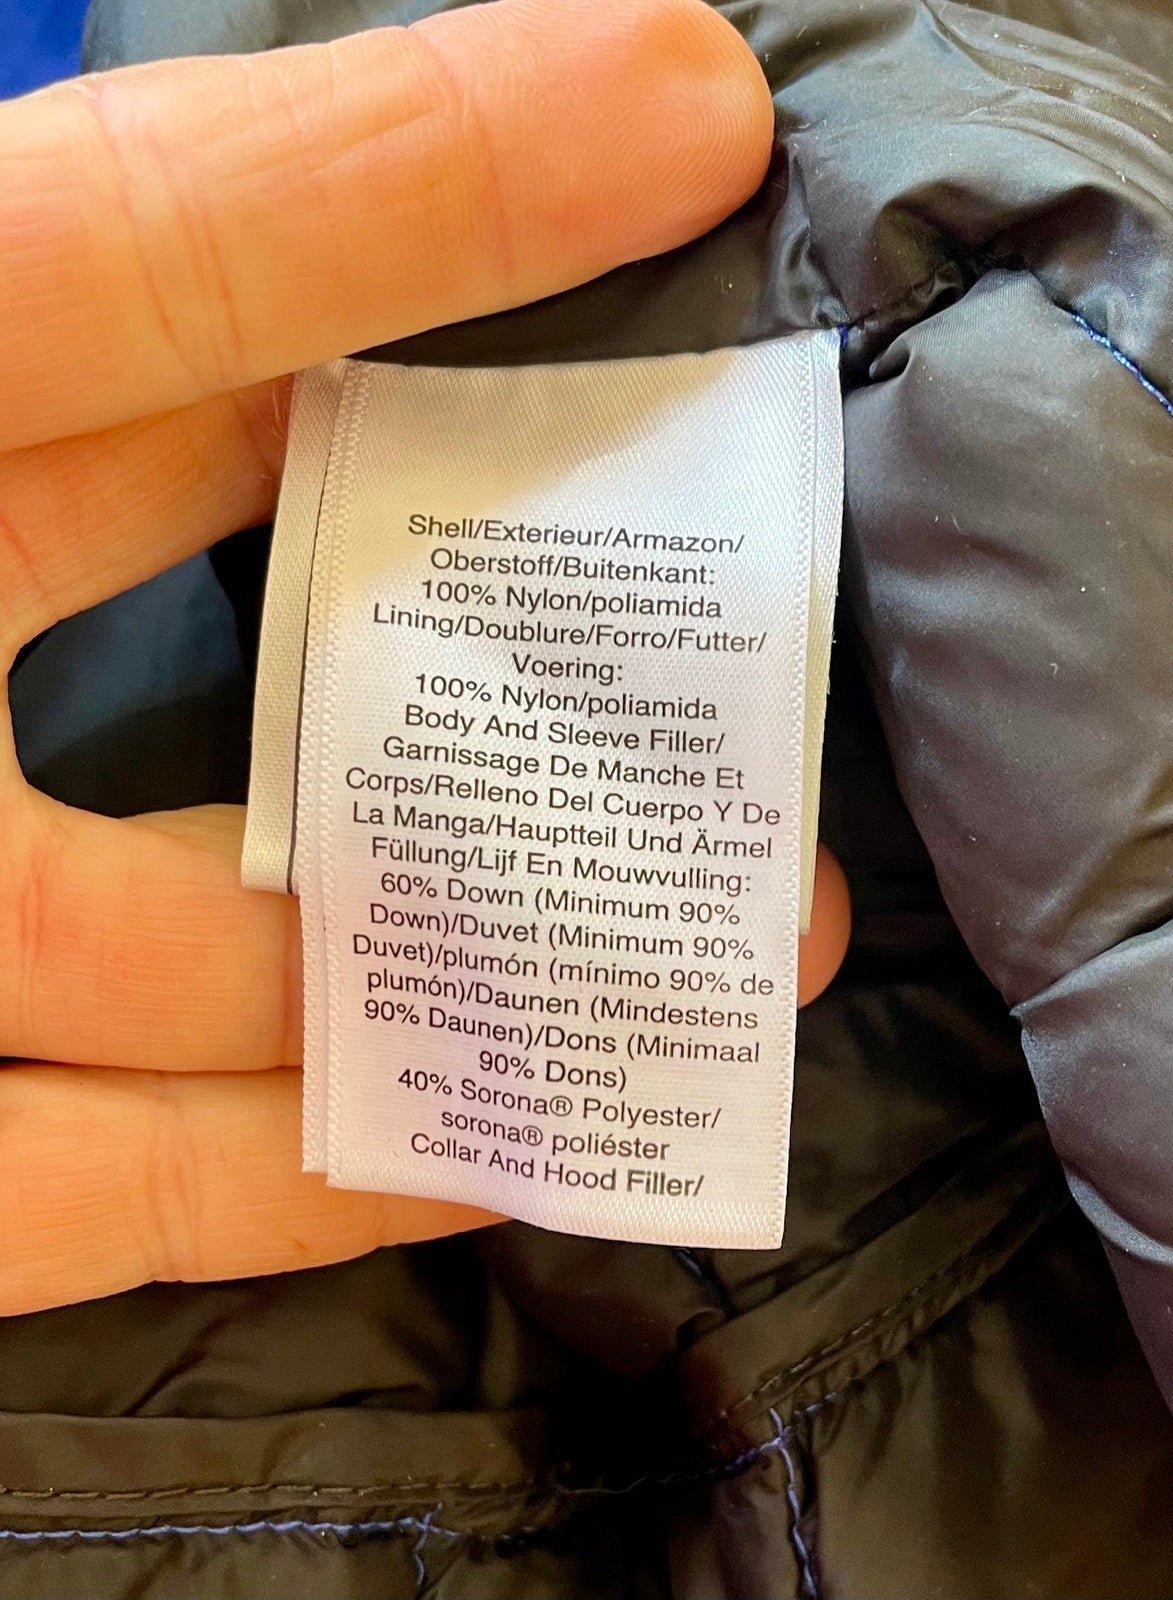 Shell/Exterieur/Armazon/
Oberstoff/Buitenkant:
100% Nylon/poliamida
Lining/Doublure/Forro/Futter/
Voering:
100% Nylon/poliamida
Body And Sleeve Filler/
Garnissage De Manche Et
Corps/Relleno Del Cuerpo Y De
La Manga/Hauptteil Und Ärmel
Füllung/Lijf En Mouwvulling:
60% Down (Minimum 90%
Down)/Duvet (Minimum 90%
Duvet)/plumón (mínimo 90% de
plumón)/Daunen (Mindestens
90% Daunen)/Dons (Minimaal
90% Dons)
40% Sorona® Polyester/
sorona® poliéster
Collar And Hood Filler/